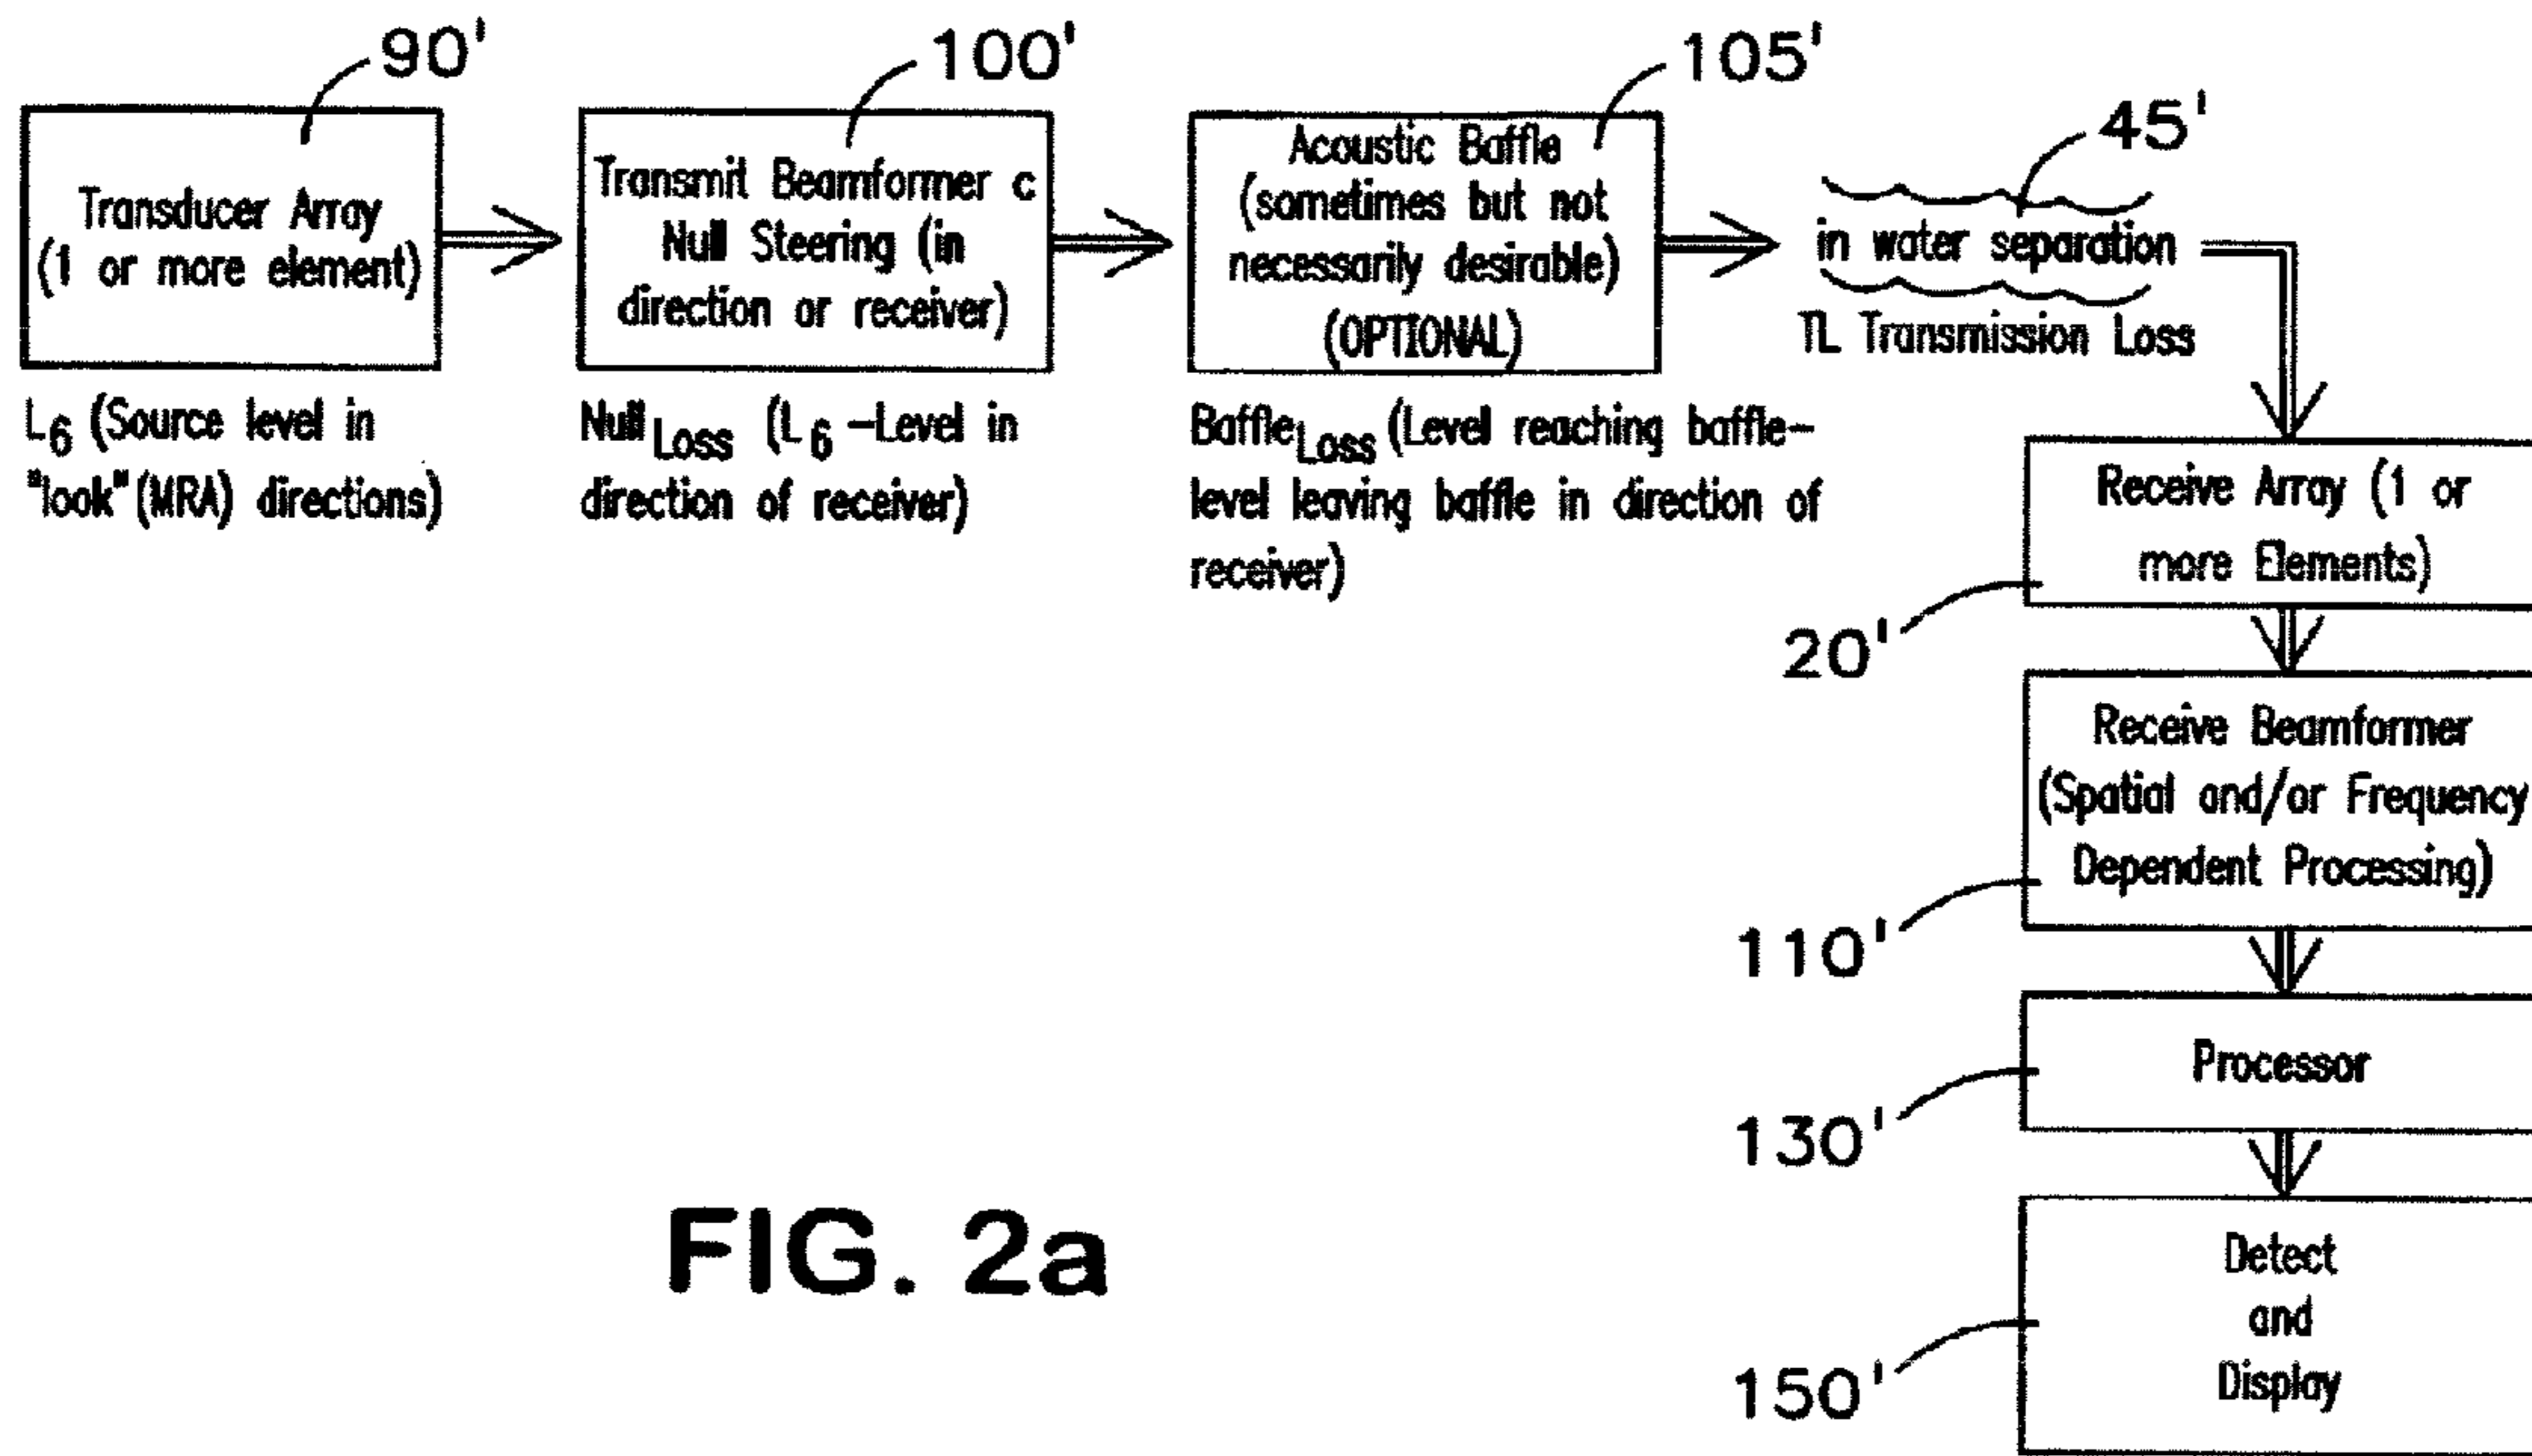 90'
100'
105'
45'
Transducer Array
(1 or more element)
L6 (Source level in
"look" (MRA) directions)
Transmit Beamformer c
Null Steering (in
direction or receiver)
NullLoss (L6 -Level in
direction of receiver)
Acoustic Baffle
(sometimes but not
necessarily desirable)
(OPTIONAL)
BaffleLoss (Level reaching baffle-
level leaving baffle in direction of
receiver)
in water separation
TL Transmission Loss
Receive Array (1 or
more Elements)
20'
Receive Beamformer
(Spatial and/or Frequency
Dependent Processing)
110'
Processor
130'
Detect
and
Display
150'
FIG. 2a